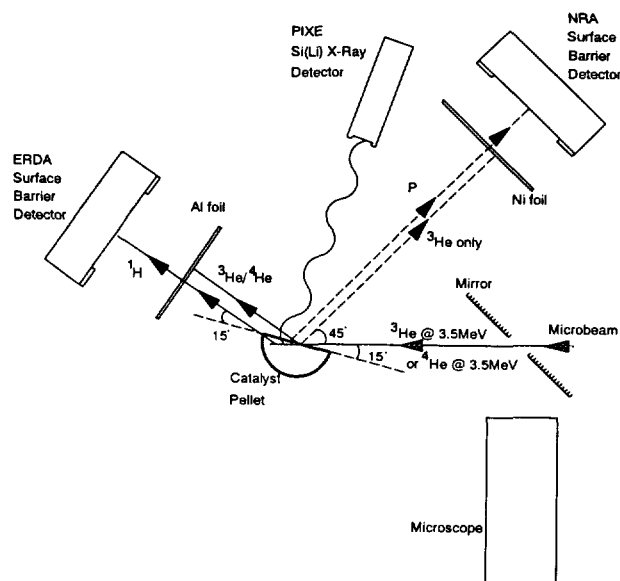 PIXE
Si(Li) X-Ray
Detector
NRA
Surface
Barrier
Detector
ERDA
Surface
Barrier
Detector
Al foil
Ni foil
P
³He only
¹H
³He/⁴He
Mirror
15°
45°
³He @ 3.5MeV
Microbeam
15°
or ⁴He @ 3.5MeV
Catalyst
Pellet
Microscope